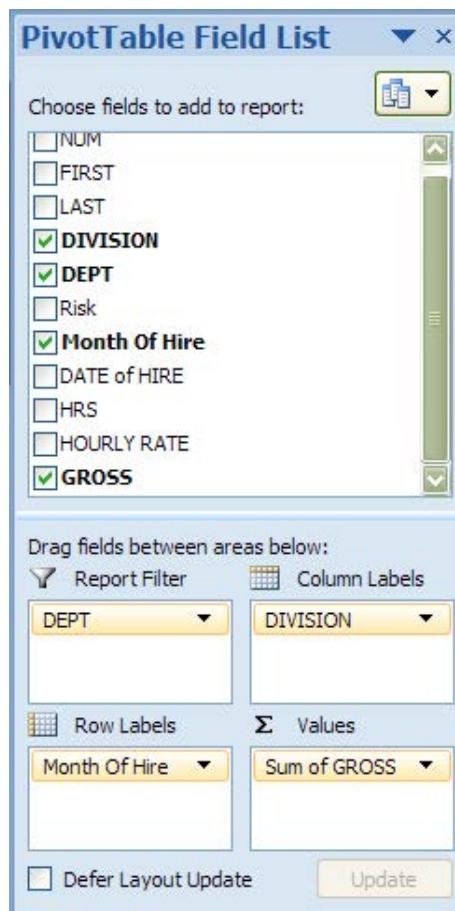 PivotTable Field List
Choose fields to add to report:
NUM
FIRST
LAST
DIVISION
DEPT
Risk
Month Of Hire
DATE of HIRE
HRS
HOURLY RATE
GROSS
Drag fields between areas below:
Report Filter
Column Labels
DEPT
DIVISION
Row Labels
Σ Values
Month Of Hire
Sum of GROSS
Defer Layout Update
Update